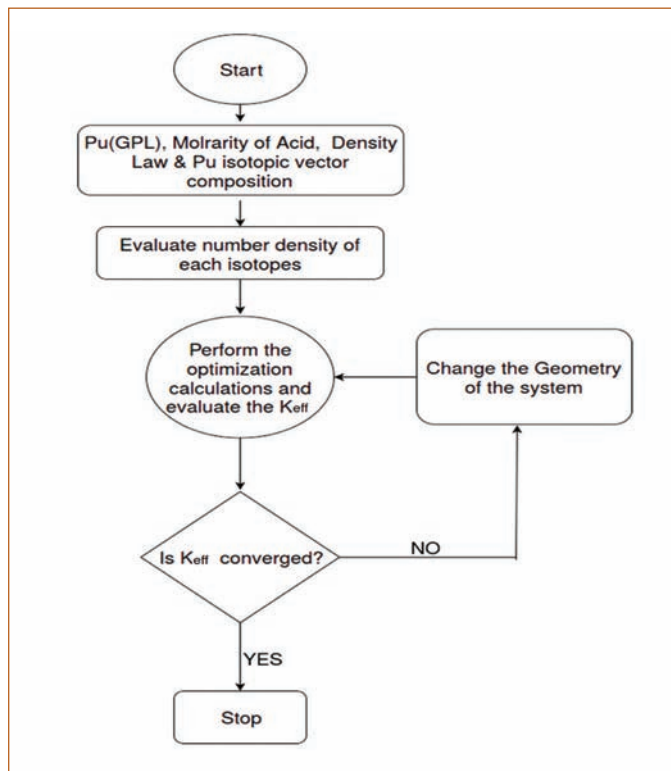 Start
Pu(GPL), Molrarity of Acid, Density
Law & Pu isotopic vector
composition
Evaluate number density of
each isotopes
Perform the
optimization
calculations and
evaluate the Keff
Change the Geometry
of the system
Is Keff converged?
NO
YES
Stop